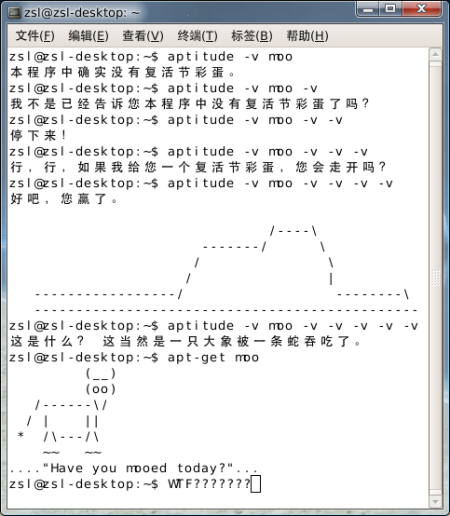 zsl@zsl-desktop: ~
文件(F) 编辑(E) 查看(V) 终端(T) 标签(B) 帮助(H)
zsl@zsl-desktop:~$ aptitude -v moo
本程序中确实没有复活节彩蛋。
zsl@zsl-desktop:~$ aptitude -v moo -v
我不是已经告诉您本程序中没有复活节彩蛋了吗?
zsl@zsl-desktop:~$ aptitude -v moo -v -v
停下来!
zsl@zsl-desktop:~$ aptitude -v moo -v -v -v
行, 行, 如果我给您一个复活节彩蛋, 您会走开吗?
zsl@zsl-desktop:~$ aptitude -v moo -v -v -v -v
好吧, 您赢了。
                               /----\
                       -------/      \
                      /               \
                     /                |
   -----------------/                  --------\
   ----------------------------------------------
zsl@zsl-desktop:~$ aptitude -v moo -v -v -v -v -v
这是什么? 这当然是一只大象被一条蛇吞吃了。
zsl@zsl-desktop:~$ apt-get moo
         (__)
         (oo)
   /------\/
  / |    ||
 *  /\---/\
    ~~   ~~
...."Have you mooed today?"...
zsl@zsl-desktop:~$ WTF???????